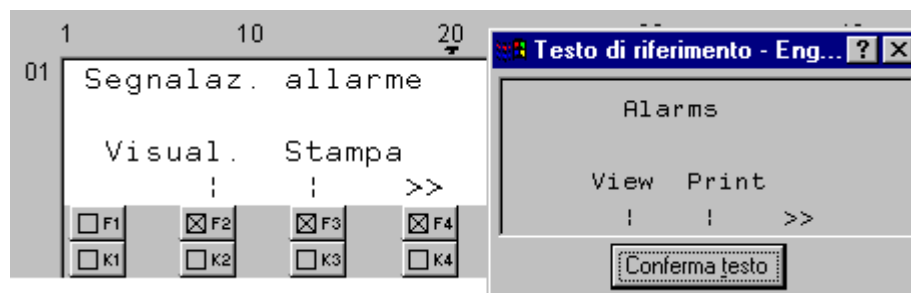 1 10 20
01
Segnalaz. allarme
Visual. Stampa
¦ ¦ >>
F1 F2 F3 F4
K1 K2 K3 K4
Testo di riferimento - Eng...
Alarms
View Print
¦ ¦ >>
Conferma testo